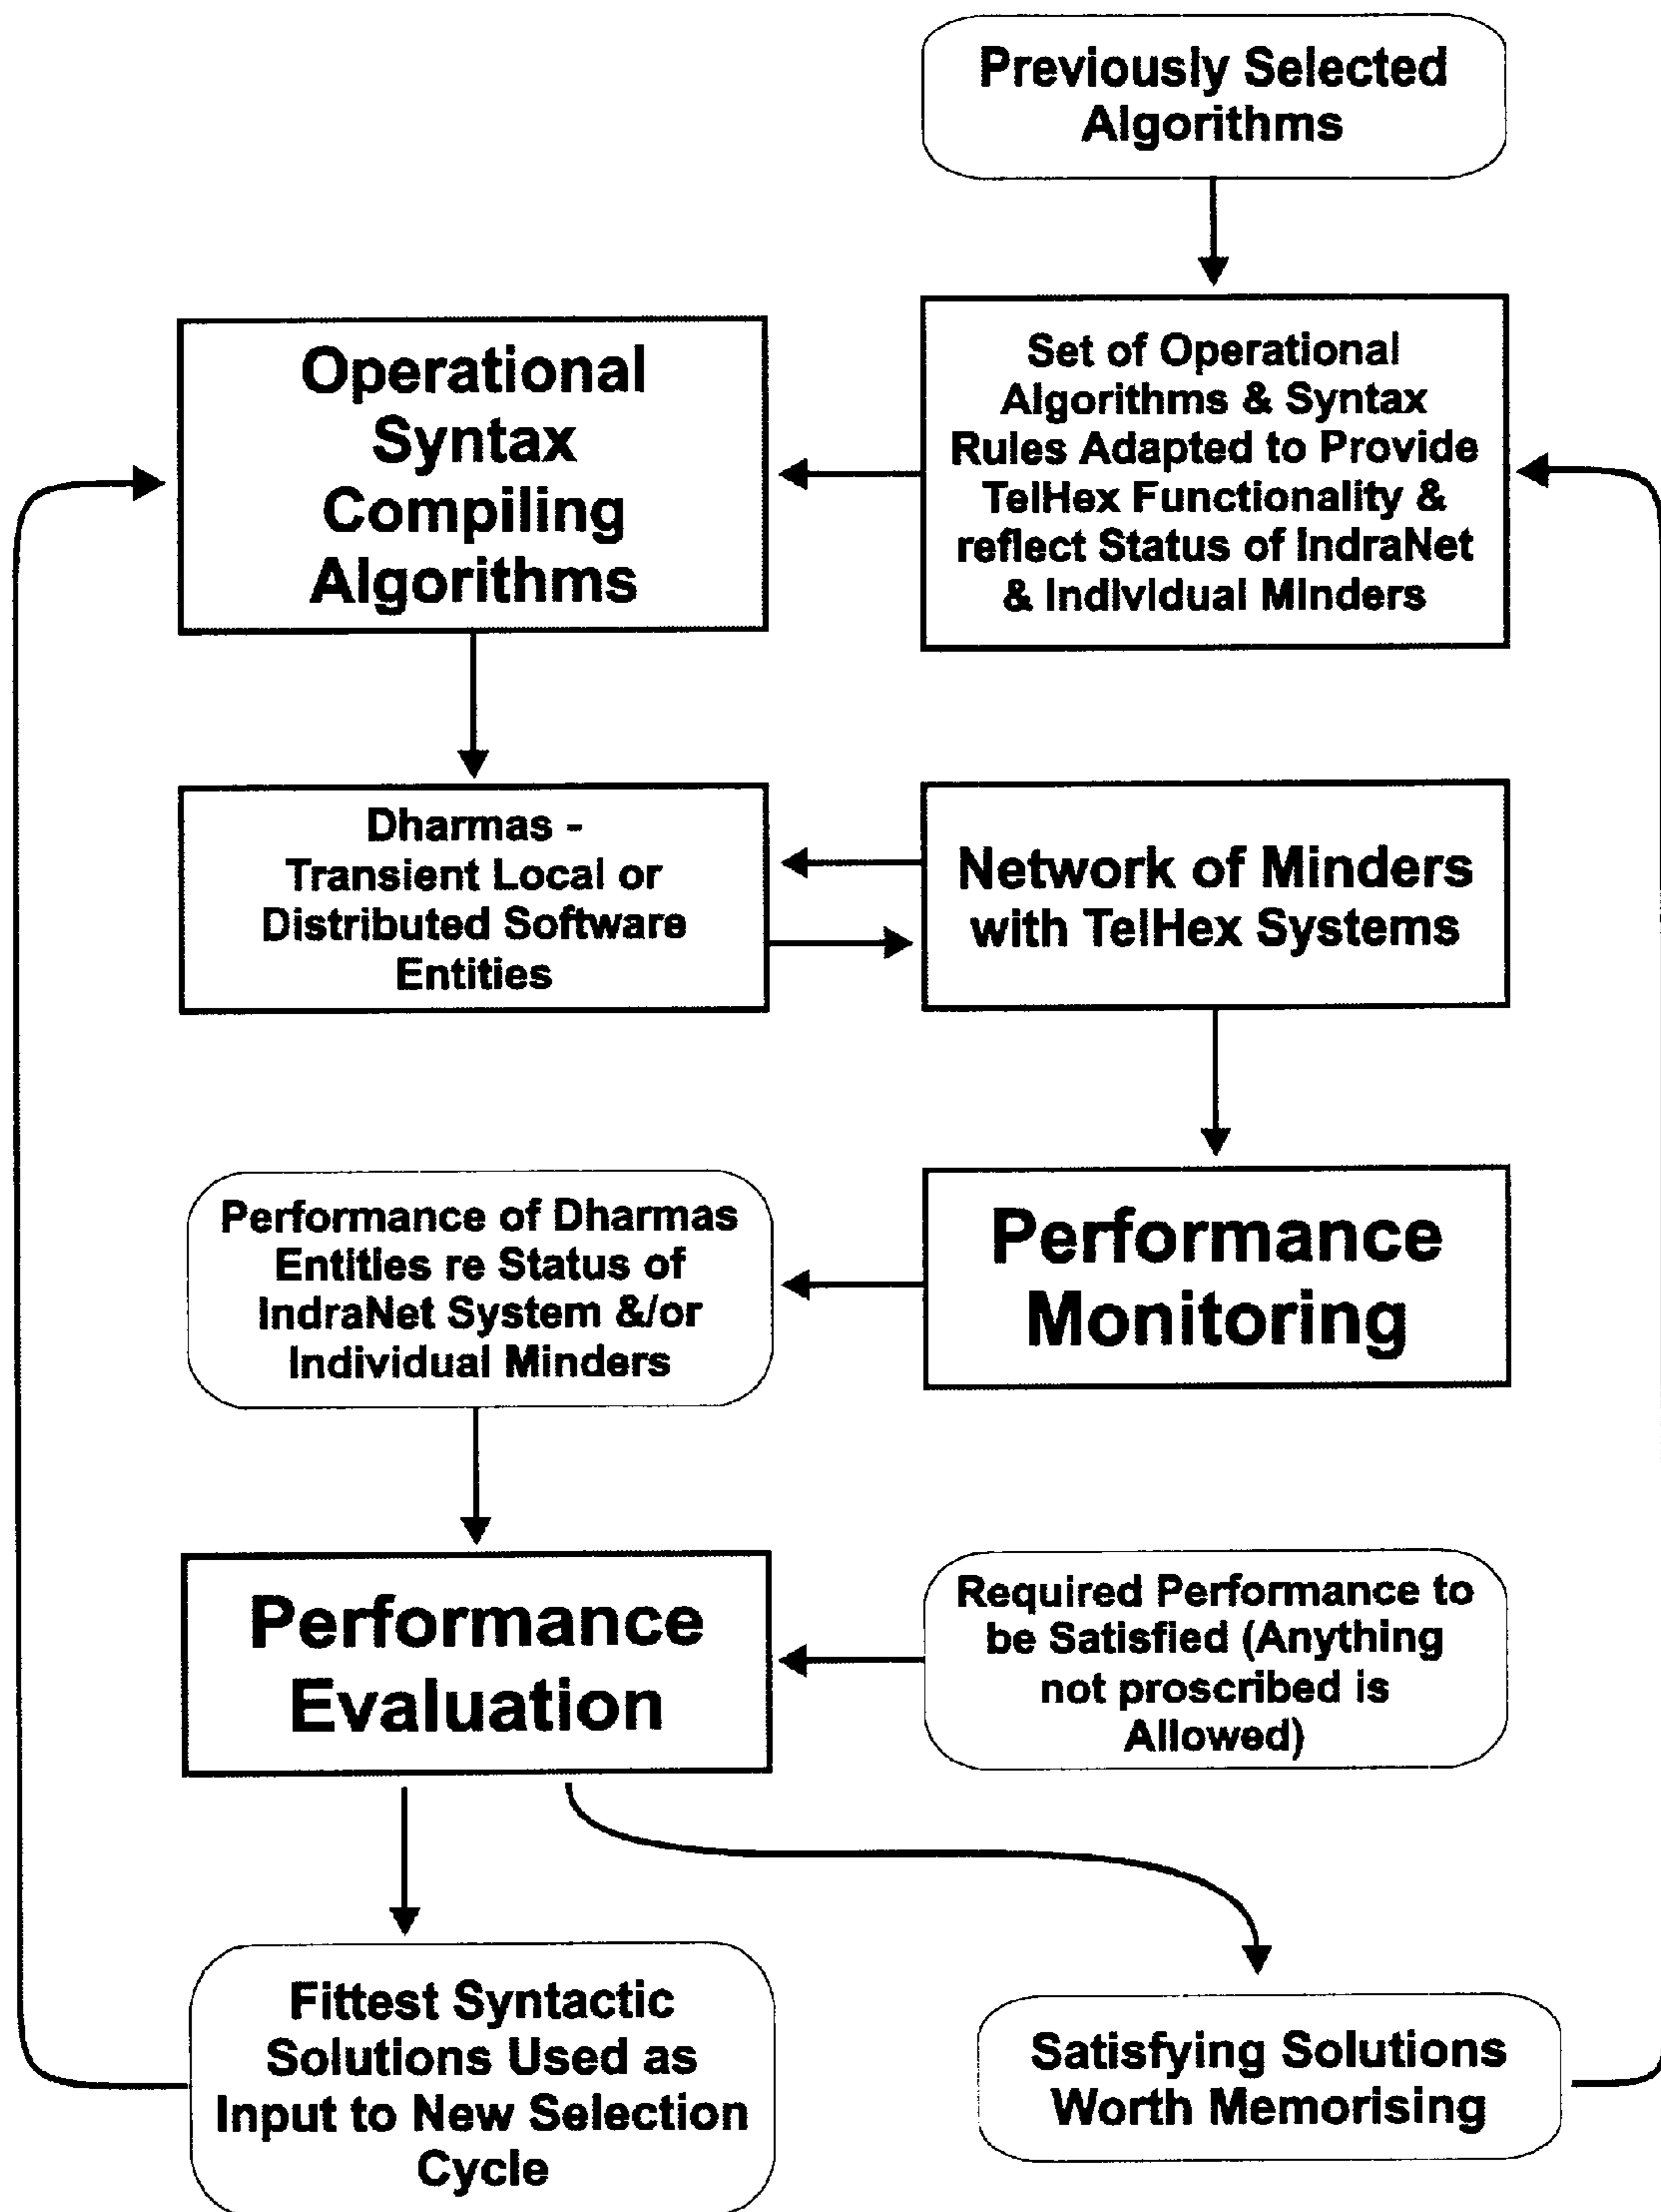 Previously Selected
Algorithms
Operational
Syntax
Compiling
Algorithms
Set of Operational
Algorithms & Syntax
Rules Adapted to Provide
TelHex Functionality &
reflect Status of IndraNet
& Individual Minders
Dharmas -
Transient Local or
Distributed Software
Entities
Network of Minders
with TelHex Systems
Performance of Dharmas
Entities re Status of
IndraNet System &/or
Individual Minders
Performance
Monitoring
Performance
Evaluation
Required Performance to
be Satisfied (Anything
not proscribed is
Allowed)
Fittest Syntactic
Solutions Used as
Input to New Selection
Cycle
Satisfying Solutions
Worth Memorising